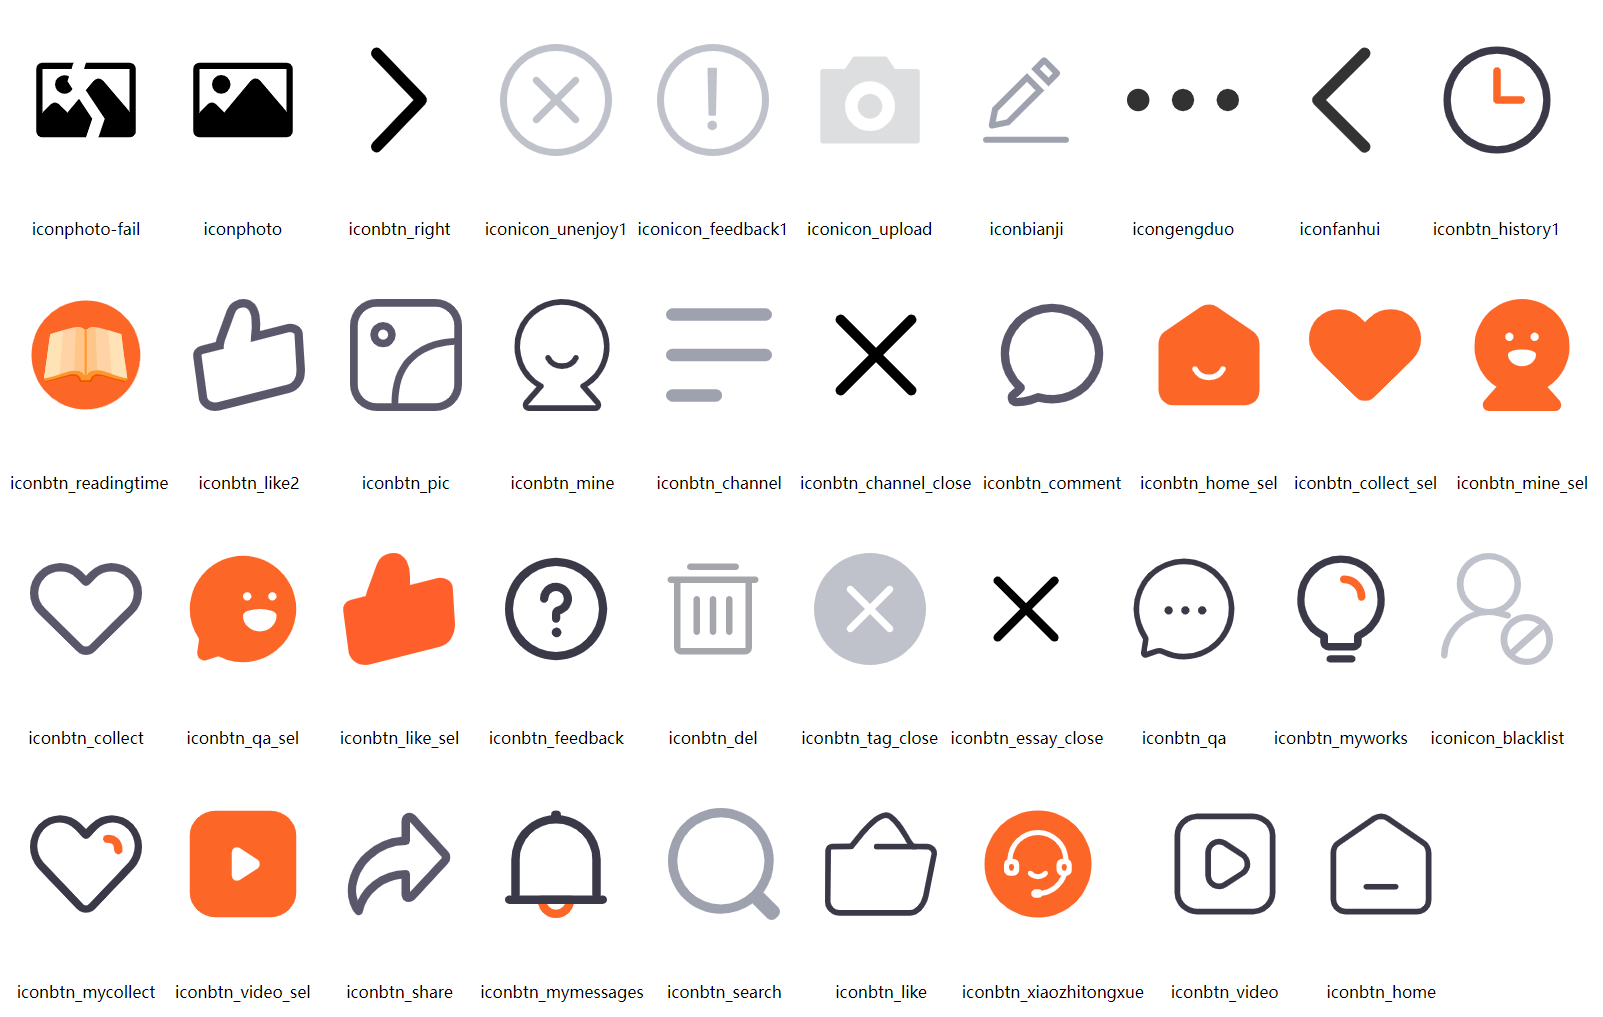 iconphoto-fail iconphoto iconbtn_right iconicon_unenjoy1 iconicon_feedback1 iconicon_upload iconbianji icongengduo iconfanhui iconbtn_history1
iconbtn_readingtime iconbtn_like2 iconbtn_pic iconbtn_mine iconbtn_channel iconbtn_channel_close iconbtn_comment iconbtn_home_sel iconbtn_collect_sel iconbtn_mine_sel
iconbtn_collect iconbtn_qa_sel iconbtn_like_sel iconbtn_feedback iconbtn_del iconbtn_tag_close iconbtn_essay_close iconbtn_qa iconbtn_myworks iconicon_blacklist
iconbtn_mycollect iconbtn_video_sel iconbtn_share iconbtn_mymessages iconbtn_search iconbtn_like iconbtn_xiaozhitongxue iconbtn_video iconbtn_home